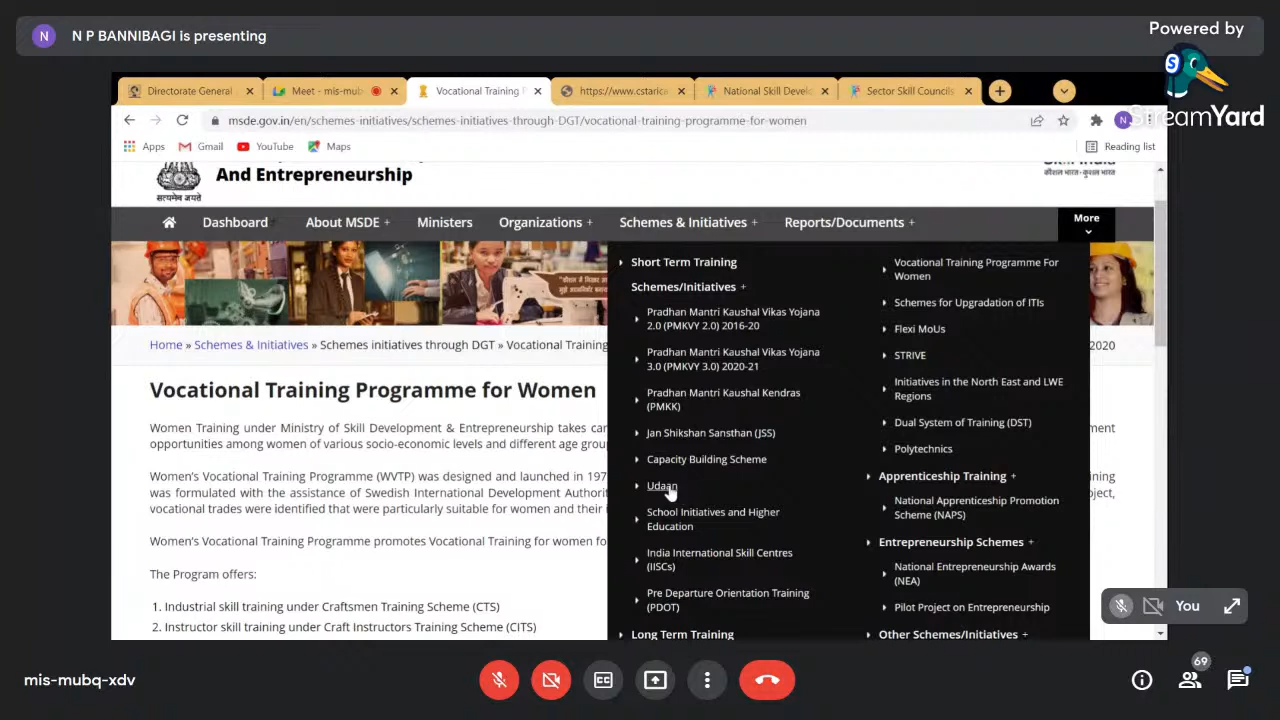 N
N P BANNIBAGI is presenting
Powered by
S
StreamYard
Directorate General
Meet - mis-mub
Vocational Training P
https://www.cstarice
National Skill Develo
Sector Skill Councils
msde.gov.in/en/schemes-initiatives/schemes-initiatives-through-DGT/vocational-training-programme-for-women
N
Apps
Gmail
YouTube
Maps
Reading list
And Entrepreneurship
सत्यमेव जयते
कौशल भारत - कुशल भारत
Dashboard
About MSDE +
Ministers
Organizations +
Schemes & Initiatives +
Reports/Documents +
More
Short Term Training
Schemes/Initiatives +
Pradhan Mantri Kaushal Vikas Yojana
2.0 (PMKVY 2.0) 2016-20
Pradhan Mantri Kaushal Vikas Yojana
3.0 (PMKVY 3.0) 2020-21
Pradhan Mantri Kaushal Kendras
(PMKK)
Jan Shikshan Sansthan (JSS)
Capacity Building Scheme
Udaan
School Initiatives and Higher
Education
India International Skill Centres
(IISCs)
Pre Departure Orientation Training
(PDOT)
Long Term Training
Vocational Training Programme For
Women
Schemes for Upgradation of ITIs
Flexi MoUs
STRIVE
Initiatives in the North East and LWE
Regions
Dual System of Training (DST)
Polytechnics
Apprenticeship Training +
National Apprenticeship Promotion
Scheme (NAPS)
Entrepreneurship Schemes +
National Entrepreneurship Awards
(NEA)
Pilot Project on Entrepreneurship
Other Schemes/Initiatives +
Home » Schemes & Initiatives » Schemes initiatives through DGT » Vocational Training
2020
Vocational Training Programme for Women
Women Training under Ministry of Skill Development & Entrepreneurship takes car
ment
opportunities among women of various socio-economic levels and different age grou
Women's Vocational Training Programme (WVTP) was designed and launched in 197
ining
was formulated with the assistance of Swedish International Development Authorit
oject,
vocational trades were identified that were particularly suitable for women and their i
Women's Vocational Training Programme promotes Vocational Training for women fo
The Program offers:
1. Industrial skill training under Craftsmen Training Scheme (CTS)
2. Instructor skill training under Craft Instructors Training Scheme (CITS)
You
mis-mubq-xdv
CC
69